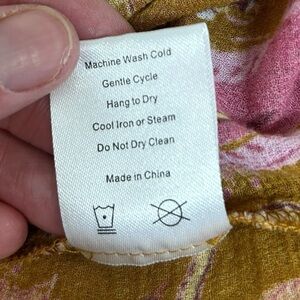 Machine Wash Cold
Gentle Cycle
Hang to Dry
Cool Iron or Steam
Do Not Dry Clean
Made in China